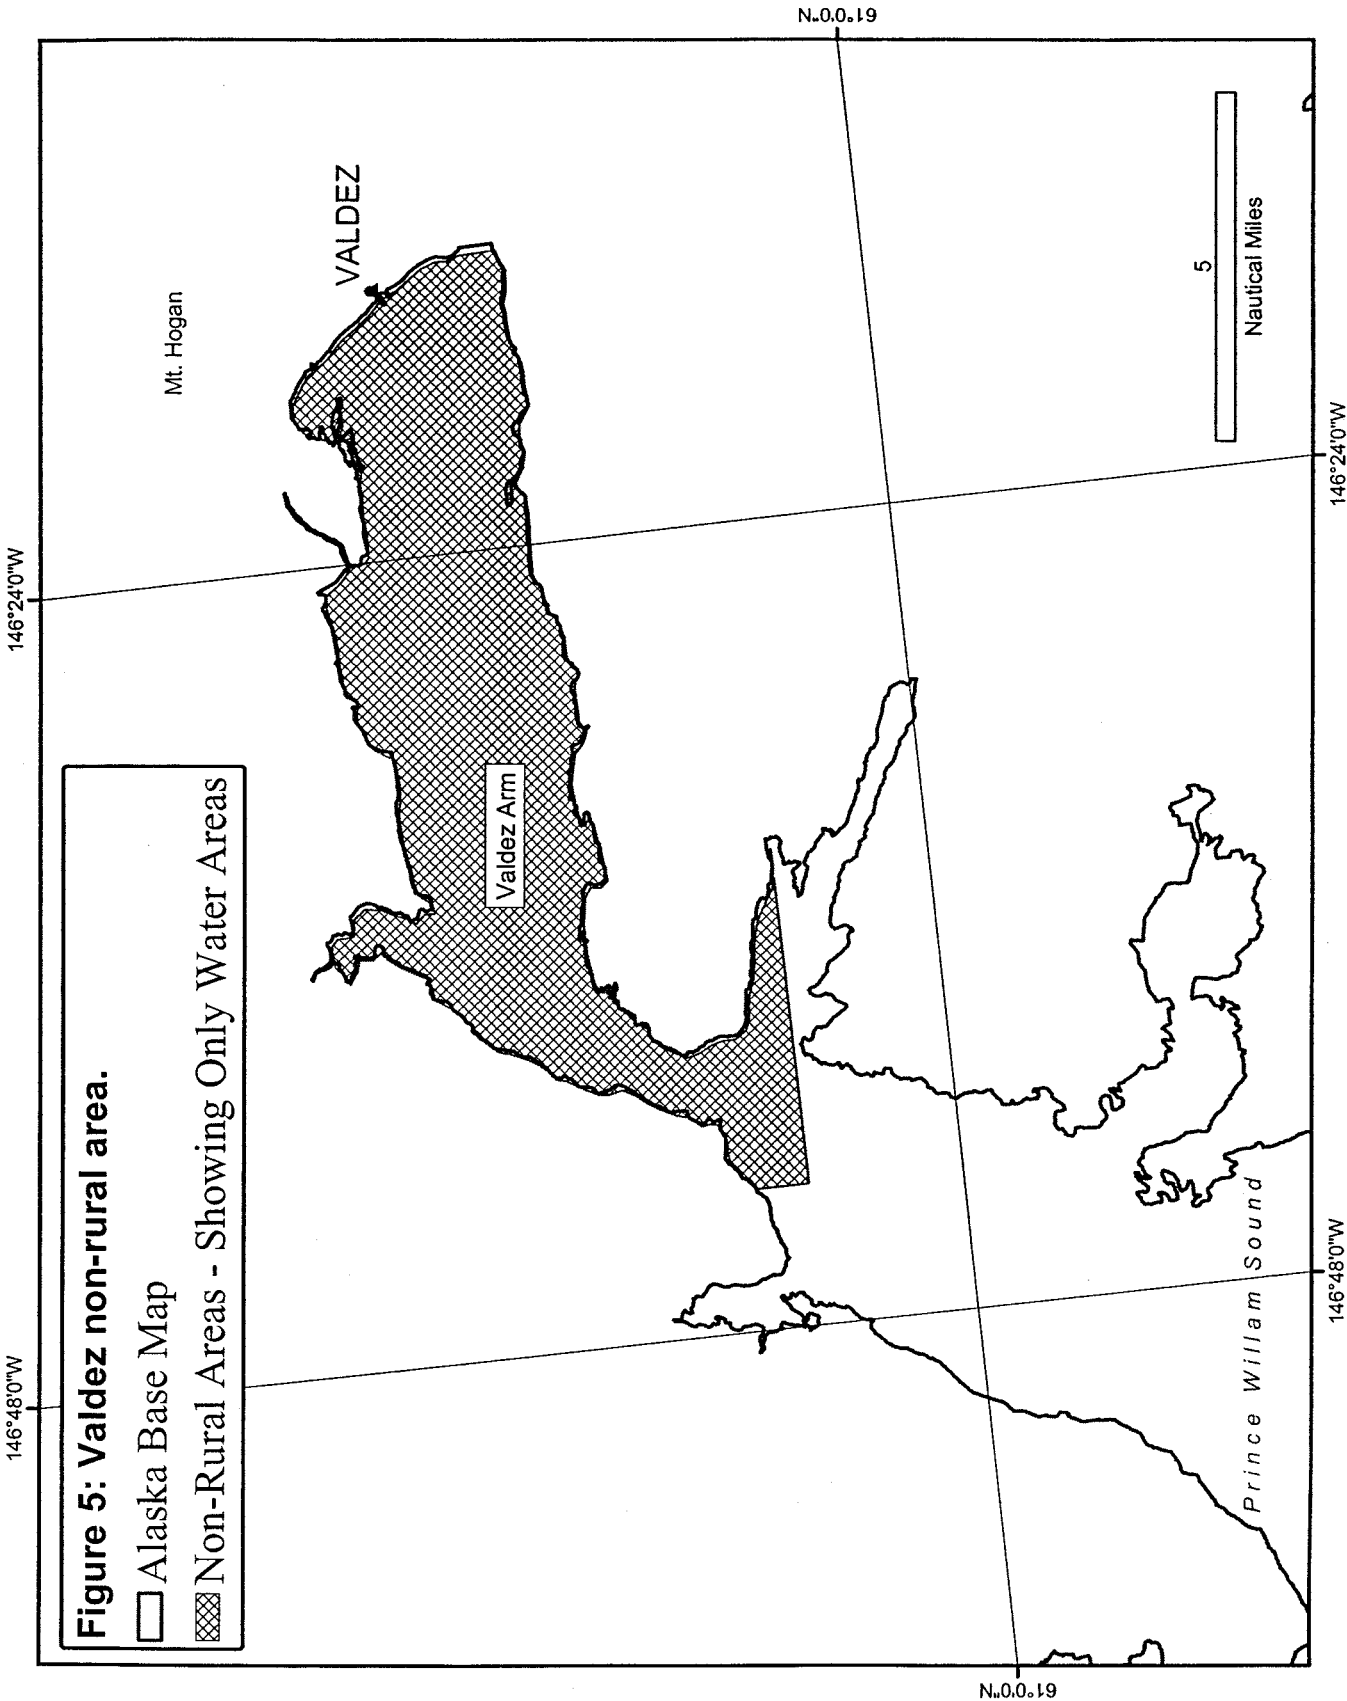 Figure 5: Valdez non-rural area.
Alaska Base Map
Non-Rural Areas - Showing Only Water Areas
146°48'0"W
146°24'0"W
Mt. Hogan
VALDEZ
Valdez Arm
61°0'0"N
61°0'0"N
5
Nautical Miles
Prince Willam Sound
146°48'0"W
146°24'0"W